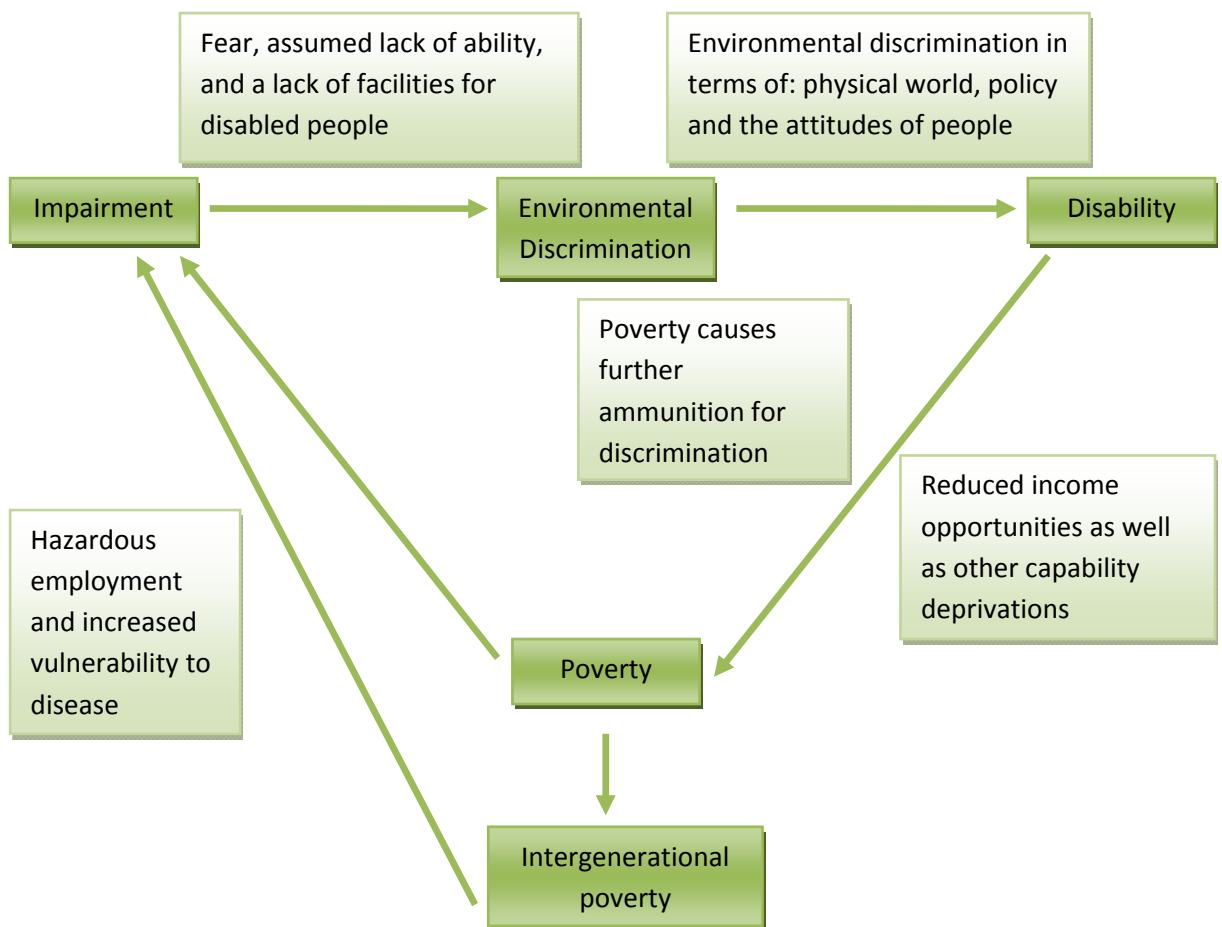 Fear, assumed lack of ability,
and a lack of facilities for
disabled people
Environmental discrimination in
terms of: physical world, policy
and the attitudes of people
Impairment
Environmental
Discrimination
Disability
Poverty causes
further
ammunition for
discrimination
Reduced income
opportunities as well
as other capability
deprivations
Hazardous
employment
and increased
vulnerability to
disease
Poverty
Intergenerational
poverty